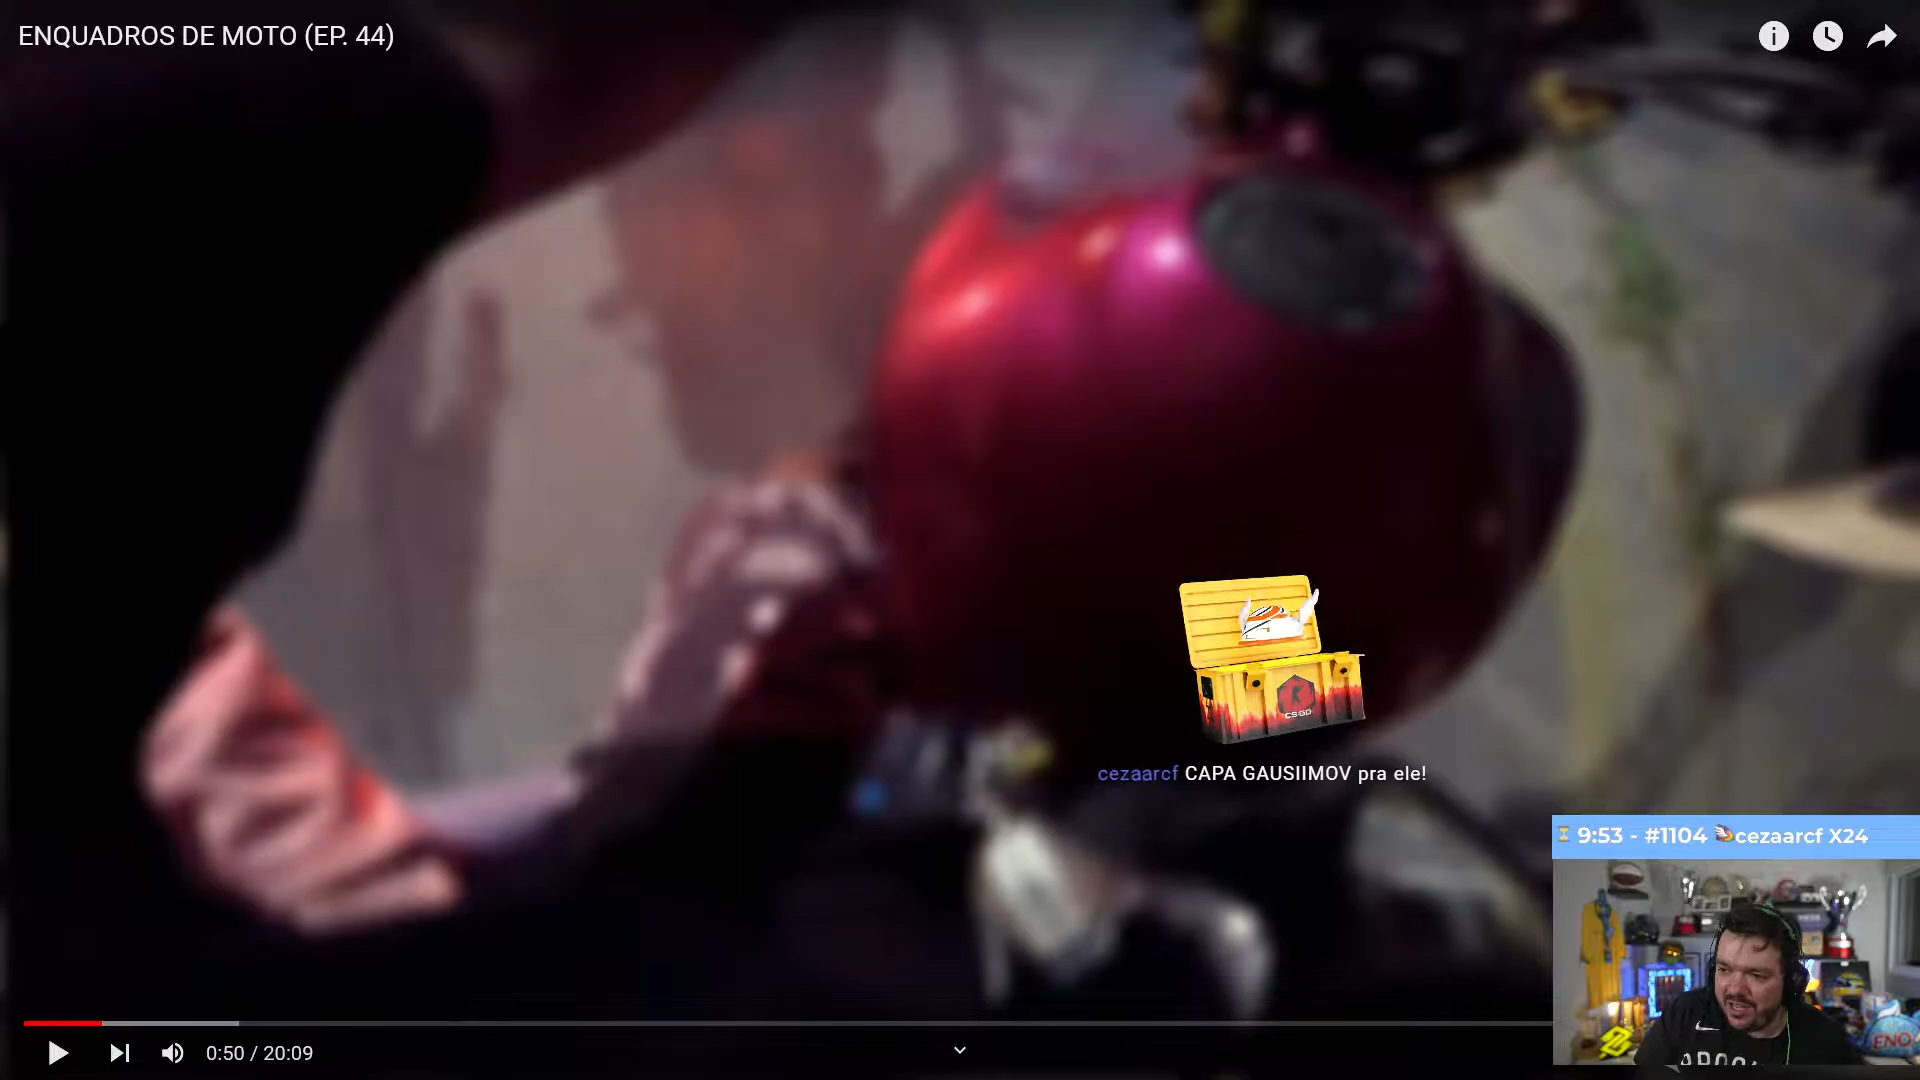 ENQUADROS DE MOTO (EP. 44)
CS:GO
cezaarcf CAPA GAUSIIMOV pra ele!
9:53 - #1104 cezaarcf X24
ENO
0:50 / 20:09